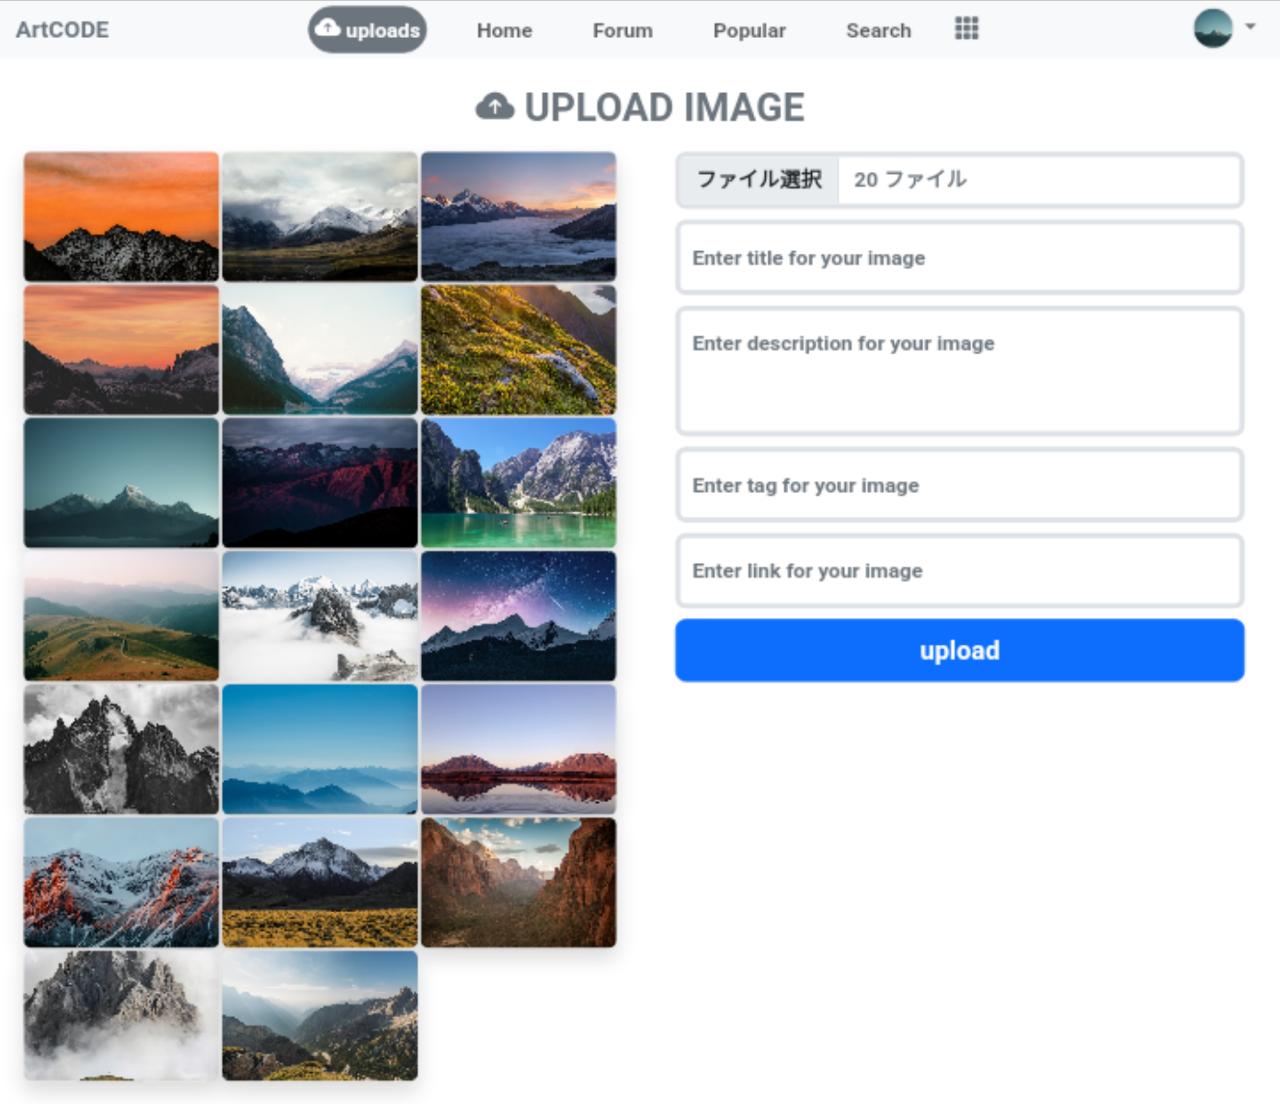 ArtCODE
uploads
Home
Forum
Popular
Search
UPLOAD IMAGE
ファイル選択 20 ファイル
Enter title for your image
Enter description for your image
Enter tag for your image
Enter link for your image
upload